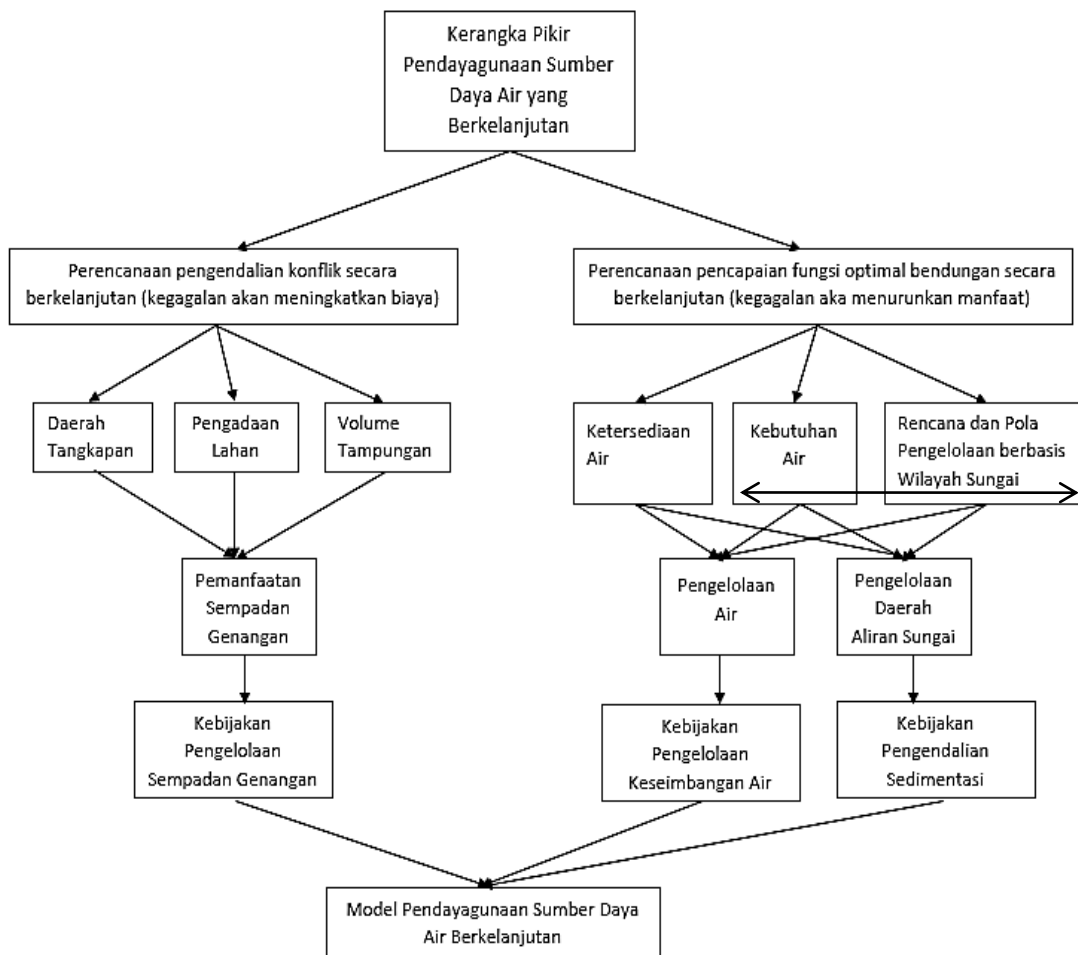 Kerangka Pikir
Pendayagunaan Sumber
Daya Air yang
Berkelanjutan
Perencanaan pengendalian konflik secara
berkelanjutan (kegagalan akan meningkatkan biaya)
Perencanaan pencapaian fungsi optimal bendungan secara
berkelanjutan (kegagalan aka menurunkan manfaat)
Daerah
Tangkapan
Pengadaan
Lahan
Volume
Tampungan
Ketersediaan
Air
Kebutuhan
Air
Rencana dan Pola
Pengelolaan berbasis
Wilayah Sungai
Pemanfaatan
Sempadan
Genangan
Pengelolaan
Air
Pengelolaan
Daerah
Aliran Sungai
Kebijakan
Pengelolaan
Sempadan Genangan
Kebijakan
Pengelolaan
Keseimbangan Air
Kebijakan
Pengendalian
Sedimentasi
Model Pendayagunaan Sumber Daya
Air Berkelanjutan